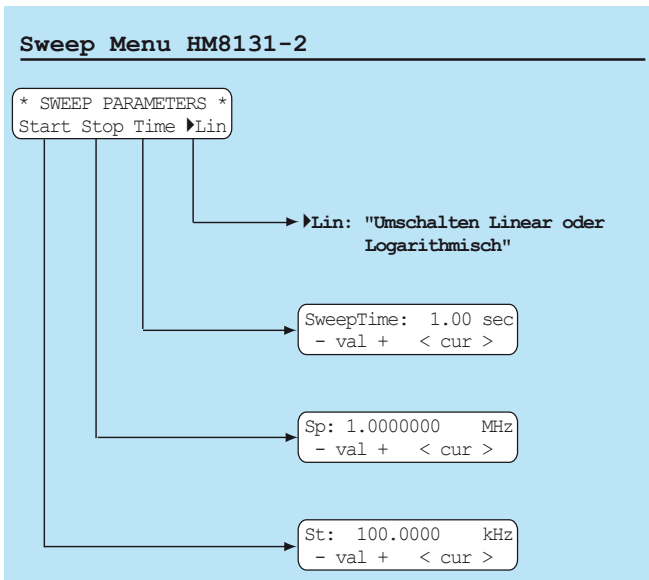 Sweep Menu HM8131-2
* SWEEP PARAMETERS *
Start Stop Time ▶Lin
▶Lin: "Umschalten Linear oder
Logarithmisch"
SweepTime: 1.00 sec
- val + < cur >
Sp: 1.0000000 MHz
- val + < cur >
St: 100.0000 kHz
- val + < cur >